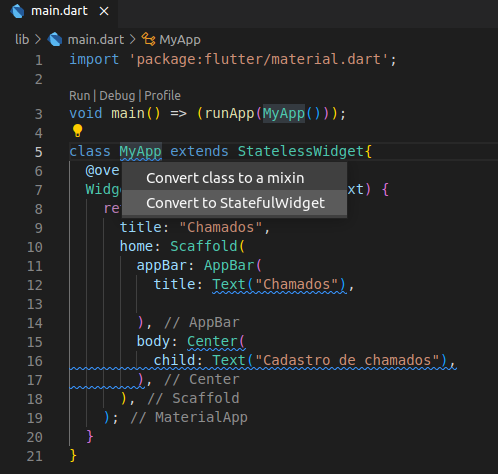 main.dart ×
lib > main.dart > MyApp
1 import 'package:flutter/material.dart';
2
Run | Debug | Profile
3 void main() => (runApp(MyApp()));
4
5 class MyApp extends StatelessWidget{
6 @ove
Convert class to a mixin
7 Widg xt) {
Convert to StatefulWidget
8 re
9 title: "Chamados",
10 home: Scaffold(
11 appBar: AppBar(
12 title: Text("Chamados"),
13
14 ), // AppBar
15 body: Center(
16 child: Text("Cadastro de chamados"),
17 ), // Center
18 ), // Scaffold
19 ); // MaterialApp
20 }
21 }